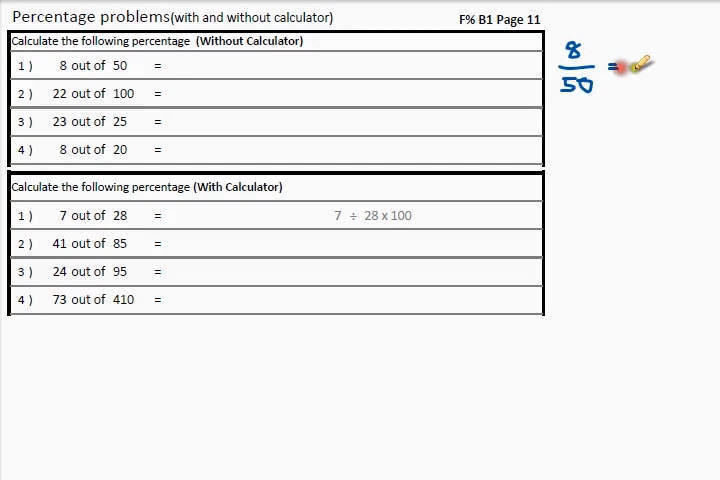 Percentage problems(with and without calculator)
F% B1 Page 11
Calculate the following percentage (Without Calculator)
1 ) 8 out of 50 =
2 ) 22 out of 100 =
3 ) 23 out of 25 =
4 ) 8 out of 20 =
Calculate the following percentage (With Calculator)
1 ) 7 out of 28 = 7 ÷ 28 x 100
2 ) 41 out of 85 =
3 ) 24 out of 95 =
4 ) 73 out of 410 =
8
=
50